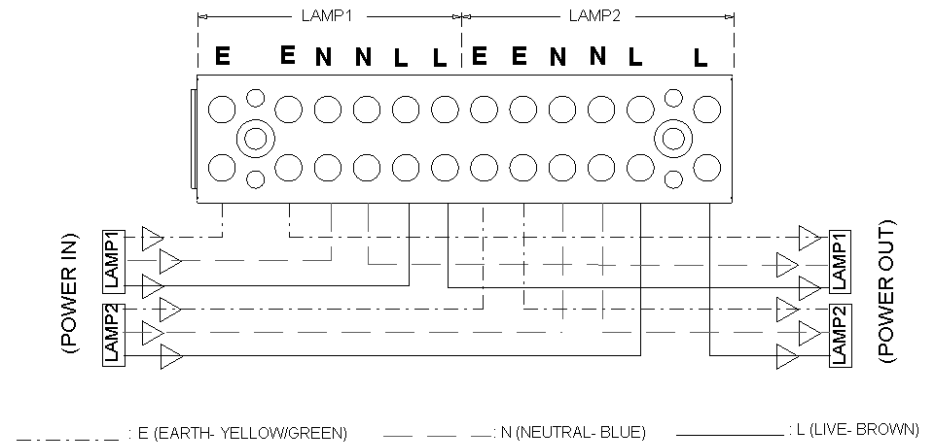 LAMP1 LAMP2
E E N N L L E E N N L L
(POWER IN)
LAMP1
LAMP2
LAMP1
LAMP2
(POWER OUT)
: E (EARTH- YELLOW/GREEN) : N (NEUTRAL- BLUE) : L (LIVE- BROWN)